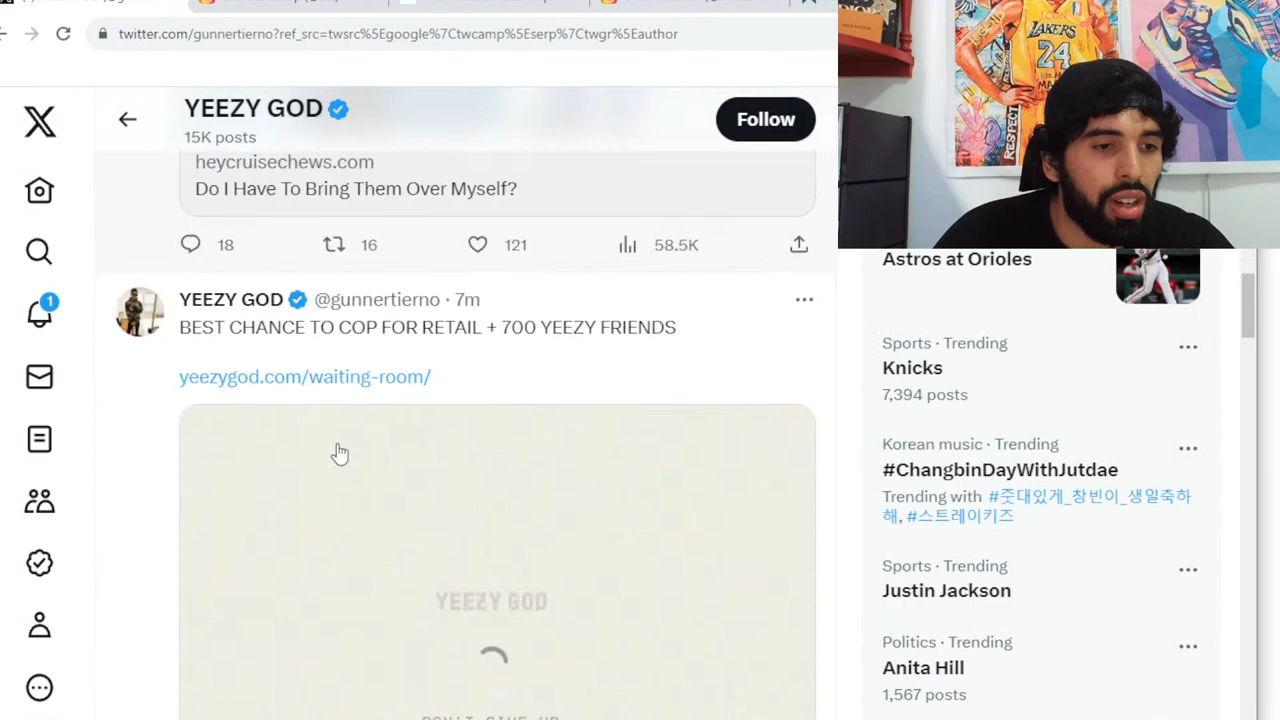 twitter.com/gunnertierno?ref_src=twsrc%5Egoogle%7Ctwcamp%5Eserp%7Ctwgr%5Eauthor
YEEZY GOD
15K posts
Follow
heycruisechews.com
Do I Have To Bring Them Over Myself?
18 16 121 58.5K
YEEZY GOD @gunnertierno · 7m
BEST CHANCE TO COP FOR RETAIL + 700 YEEZY FRIENDS
yeezygod.com/waiting-room/
YEEZY GOD
1
ICON
24
RESPECT
Astros at Orioles
Sports · Trending
Knicks
7,394 posts
Korean music · Trending
#ChangbinDayWithJutdae
Trending with #줏대있게_창빈이_생일축하
해, #스트레이키즈
Sports · Trending
Justin Jackson
Politics · Trending
Anita Hill
1,567 posts